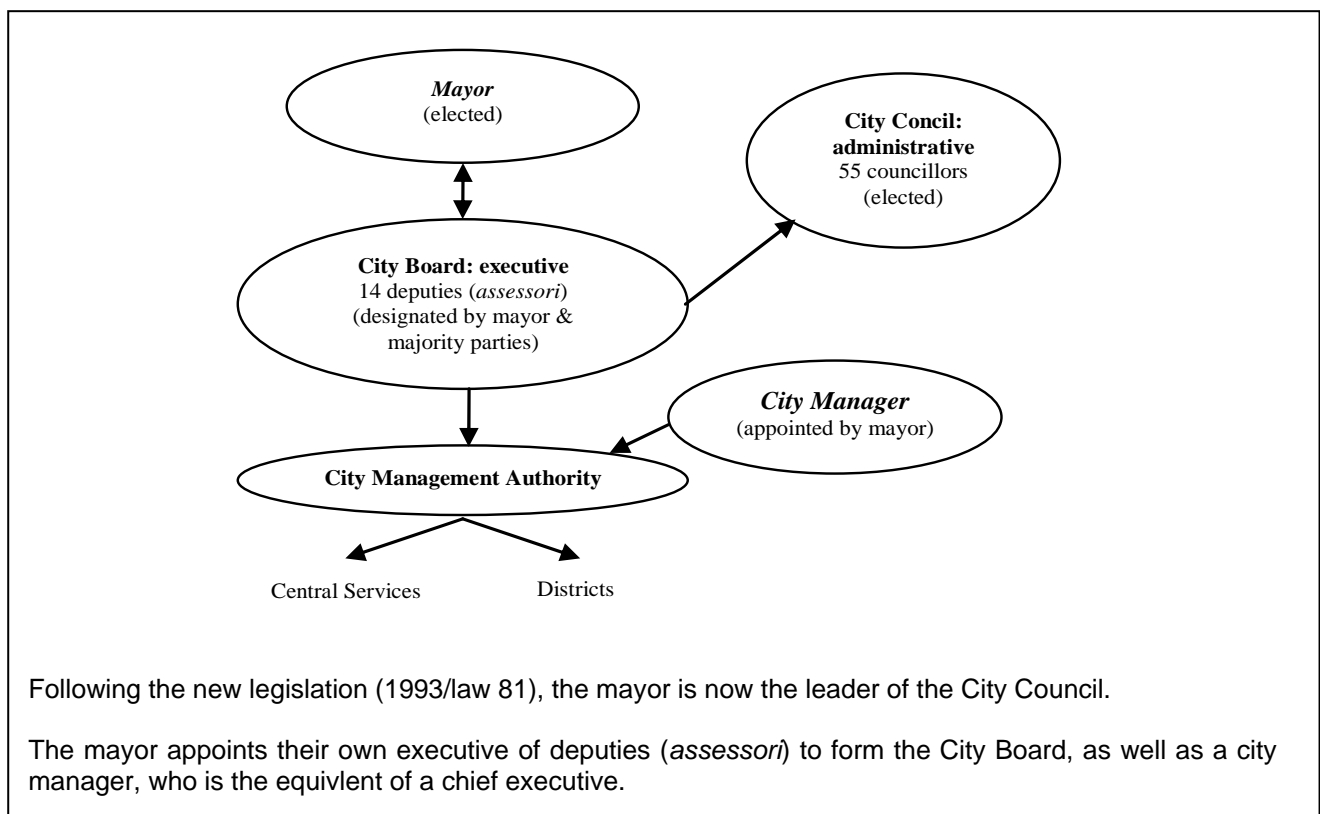 Mayor
(elected)
City Concil:
administrative
55 councillors
(elected)
City Board: executive
14 deputies (assessori)
(designated by mayor &
majority parties)
City Manager
(appointed by mayor)
City Management Authority
Central Services
Districts
Following the new legislation (1993/law 81), the mayor is now the leader of the City Council.
The mayor appoints their own executive of deputies (assessori) to form the City Board, as well as a city
manager, who is the equivlent of a chief executive.